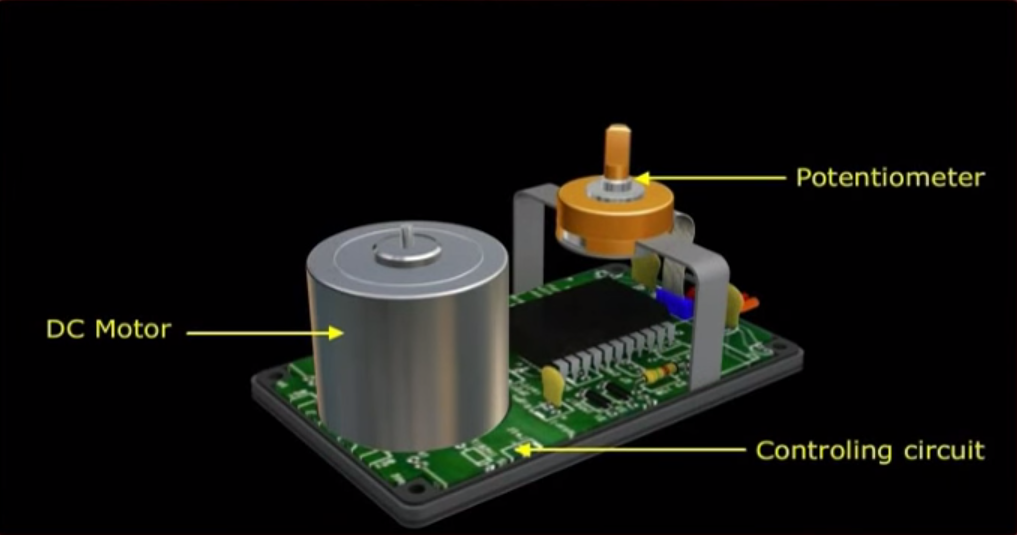 Potentiometer
DC Motor
Controling circuit